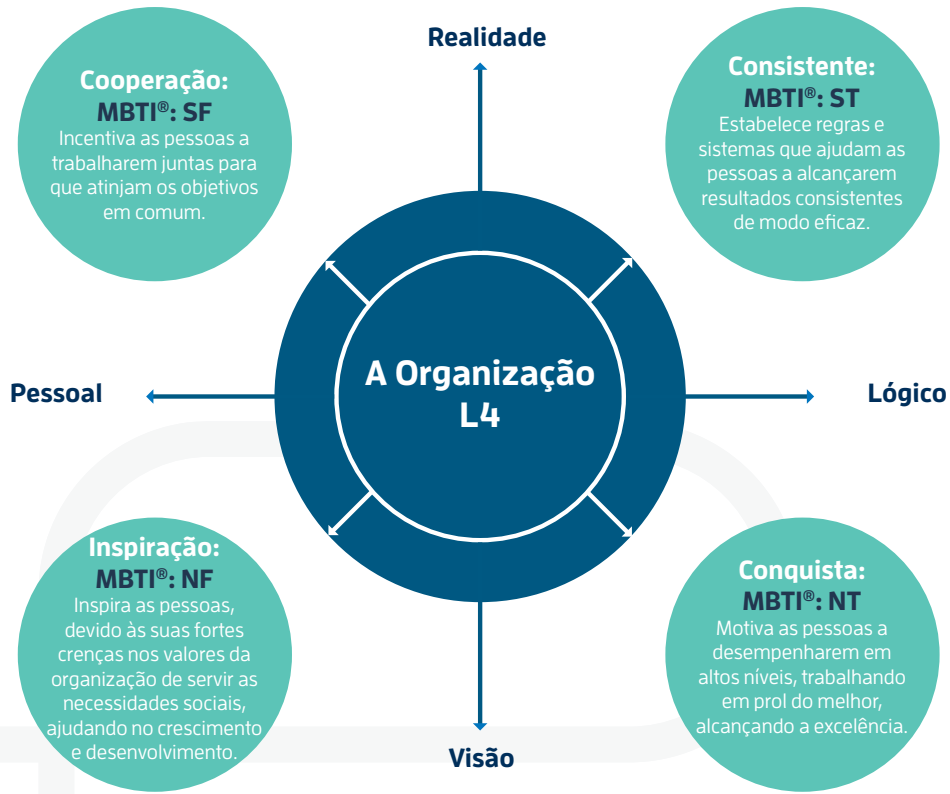 Realidade
Cooperação:
MBTI®: SF
Incentiva as pessoas a
trabalharem juntas para
que atinjam os objetivos
em comum.
Consistente:
MBTI®: ST
Estabelece regras e
sistemas que ajudam as
pessoas a alcançarem
resultados consistentes
de modo eficaz.
Pessoal
A Organização
L4
Lógico
Inspiração:
MBTI®: NF
Inspira as pessoas,
devido às suas fortes
crenças nos valores da
organização de servir as
necessidades sociais,
ajudando no crescimento
e desenvolvimento.
Conquista:
MBTI®: NT
Motiva as pessoas a
desempenharem em
altos níveis, trabalhando
em prol do melhor,
alcançando a excelência.
Visão